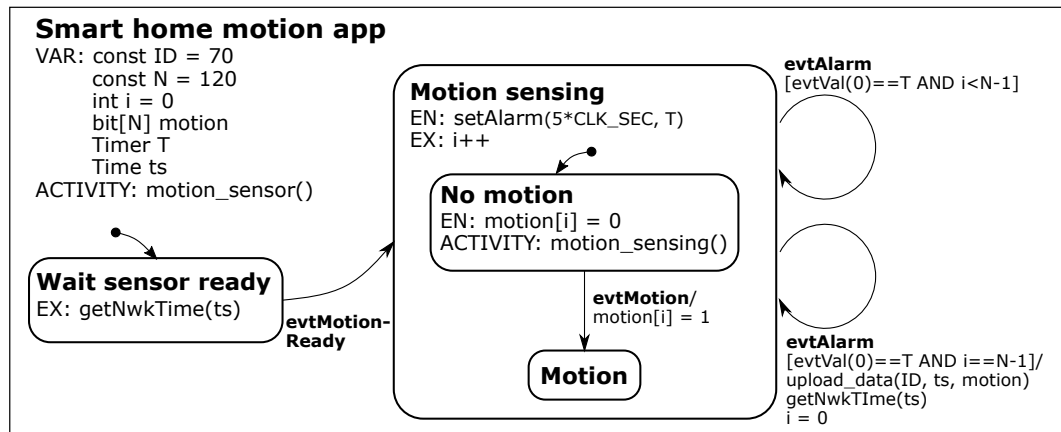 Smart home motion app
VAR: const ID = 70
const N = 120
int i = 0
bit[N] motion
Timer T
Time ts
ACTIVITY: motion_sensor()
Wait sensor ready
EX: getNwkTime(ts)
evtMotion-
Ready
Motion sensing
EN: setAlarm(5*CLK_SEC, T)
EX: i++
No motion
EN: motion[i] = 0
ACTIVITY: motion_sensing()
evtMotion/
motion[i] = 1
Motion
evtAlarm
[evtVal(0)==T AND i<N-1]
evtAlarm
[evtVal(0)==T AND i==N-1]/
upload_data(ID, ts, motion)
getNwkTIme(ts)
i = 0